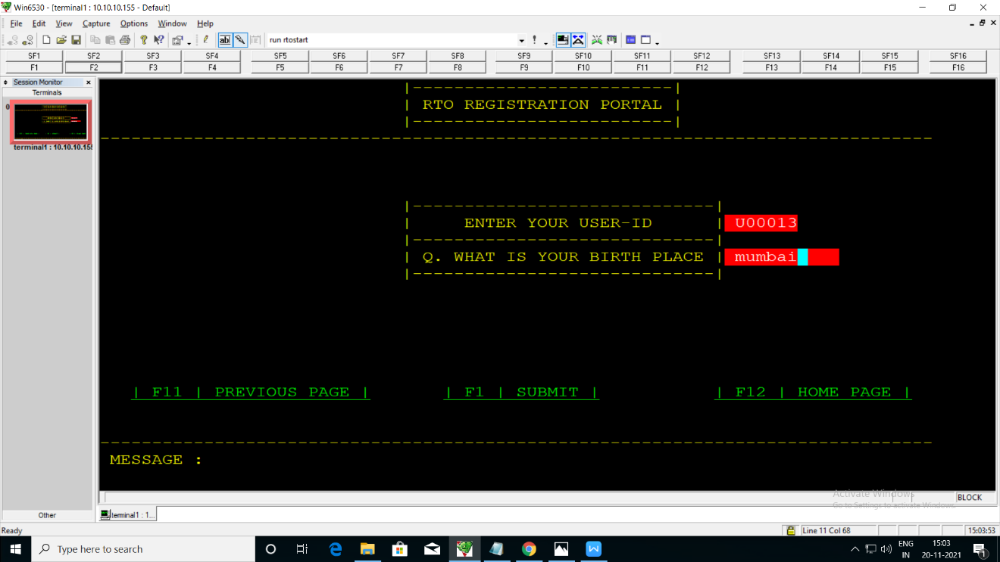 Win6530 - [terminal1 : 10.10.10.155 - Default]
File Edit View Capture Options Window Help
run rtostart
SF1 SF2 SF3 SF4 SF5 SF6 SF7 SF8 SF9 SF10 SF11 SF12 SF13 SF14 SF15 SF16
F1 F2 F3 F4 F5 F6 F7 F8 F9 F10 F11 F12 F13 F14 F15 F16
Session Monitor
Terminals
0
terminal1 : 10.10.10.155
RTO REGISTRATION PORTAL
ENTER YOUR USER-ID U00013
Q. WHAT IS YOUR BIRTH PLACE mumbai
| F11 | PREVIOUS PAGE | | F1 | SUBMIT | | F12 | HOME PAGE |
MESSAGE :
Activate Windows
Go to Settings to activate Windows.
BLOCK
Other
terminal1 : 1...
Ready
Line 11 Col 68
15:03:53
Type here to search
ENG
IN
15:03
20-11-2021
1